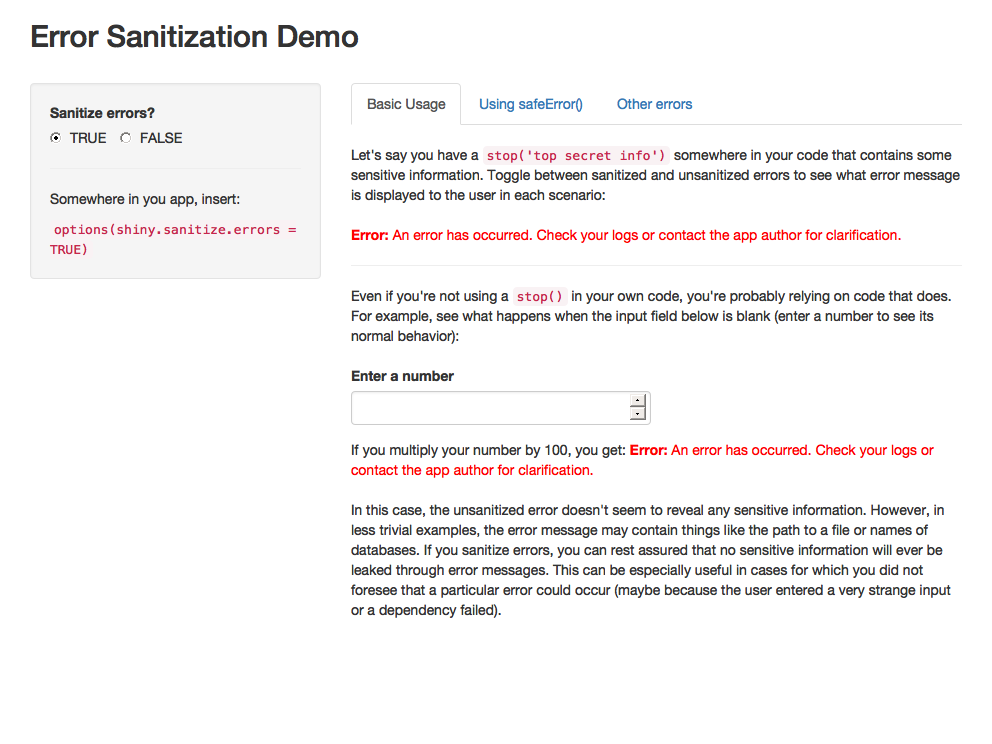 Error Sanitization Demo
Sanitize errors?
TRUE FALSE
Somewhere in you app, insert:
options(shiny.sanitize.errors =
TRUE)
Basic Usage Using safeError() Other errors
Let's say you have a stop('top secret info') somewhere in your code that contains some
sensitive information. Toggle between sanitized and unsanitized errors to see what error message
is displayed to the user in each scenario:
Error: An error has occurred. Check your logs or contact the app author for clarification.
Even if you're not using a stop() in your own code, you're probably relying on code that does.
For example, see what happens when the input field below is blank (enter a number to see its
normal behavior):
Enter a number
If you multiply your number by 100, you get: Error: An error has occurred. Check your logs or
contact the app author for clarification.
In this case, the unsanitized error doesn't seem to reveal any sensitive information. However, in
less trivial examples, the error message may contain things like the path to a file or names of
databases. If you sanitize errors, you can rest assured that no sensitive information will ever be
leaked through error messages. This can be especially useful in cases for which you did not
foresee that a particular error could occur (maybe because the user entered a very strange input
or a dependency failed).